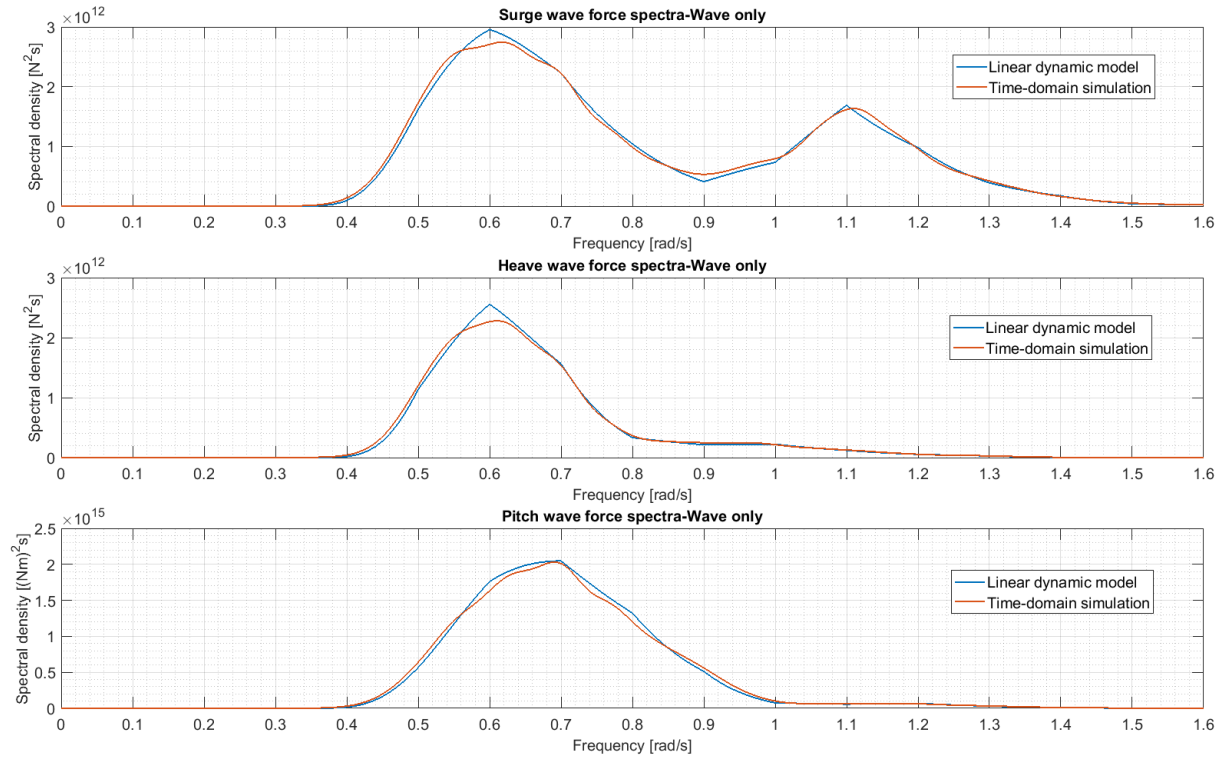 Surge wave force spectra-Wave only
×10^12
Spectral density [N^2s]
3
2
1
0
0 0.1 0.2 0.3 0.4 0.5 0.6 0.7 0.8 0.9 1 1.1 1.2 1.3 1.4 1.5 1.6
Frequency [rad/s]
Linear dynamic model
Time-domain simulation
Heave wave force spectra-Wave only
×10^12
Spectral density [N^2s]
3
2
1
0
0 0.1 0.2 0.3 0.4 0.5 0.6 0.7 0.8 0.9 1 1.1 1.2 1.3 1.4 1.5 1.6
Frequency [rad/s]
Linear dynamic model
Time-domain simulation
Pitch wave force spectra-Wave only
×10^15
Spectral density [(Nm)^2s]
2.5
2
1.5
1
0.5
0
0 0.1 0.2 0.3 0.4 0.5 0.6 0.7 0.8 0.9 1 1.1 1.2 1.3 1.4 1.5 1.6
Frequency [rad/s]
Linear dynamic model
Time-domain simulation